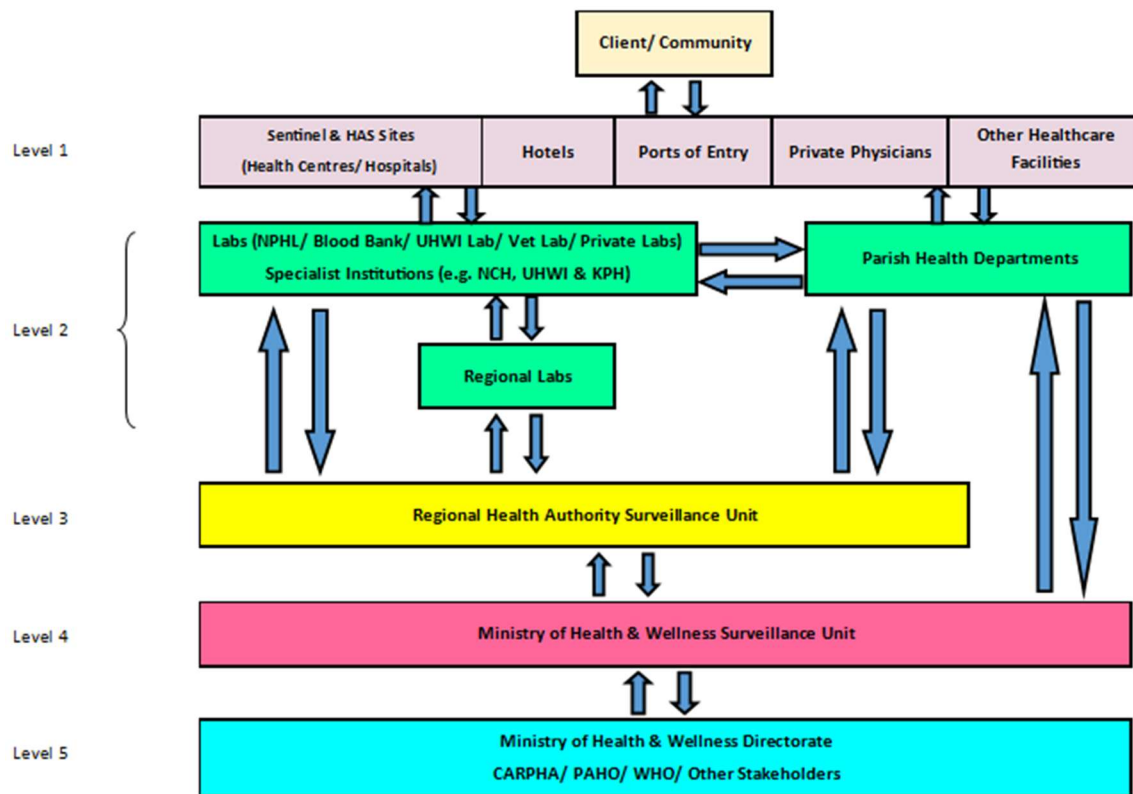 Client/ Community
Level 1
Sentinel & HAS Sites
(Health Centres/ Hospitals)
Hotels
Ports of Entry
Private Physicians
Other Healthcare
Facilities
Level 2
Labs (NPHL/ Blood Bank/ UHWI Lab/ Vet Lab/ Private Labs)
Specialist Institutions (e.g. NCH, UHWI & KPH)
Parish Health Departments
Regional Labs
Level 3
Regional Health Authority Surveillance Unit
Level 4
Ministry of Health & Wellness Surveillance Unit
Level 5
Ministry of Health & Wellness Directorate
CARPHA/ PAHO/ WHO/ Other Stakeholders